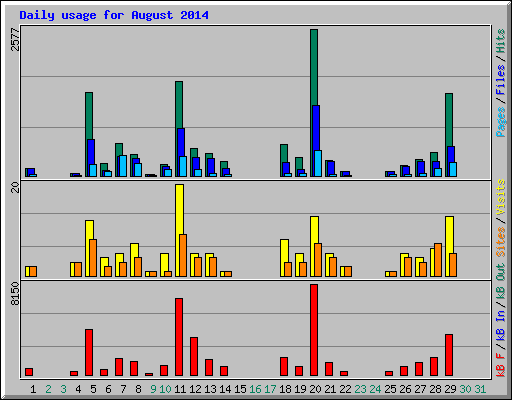 Daily usage for August 2014
2577
20
8150
Pages / Files / Hits
Sites / Visits
kB F / kB In / kB Out
1 2 3 4 5 6 7 8 9 10 11 12 13 14 15 16 17 18 19 20 21 22 23 24 25 26 27 28 29 30 31